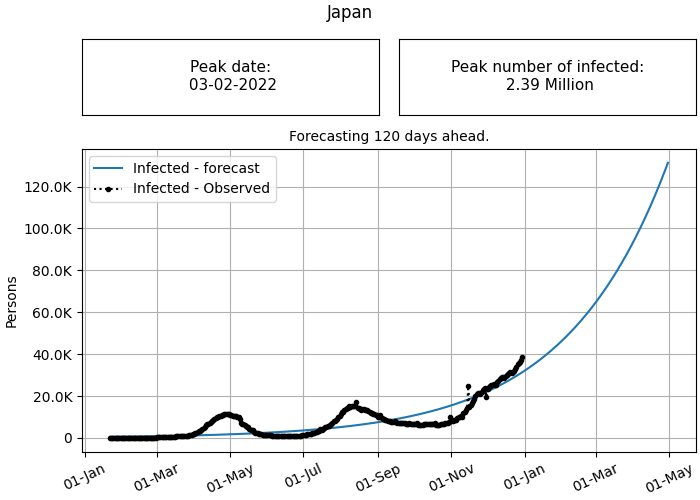 Japan
Peak date:
03-02-2022
Peak number of infected:
2.39 Million
Forecasting 120 days ahead.
Infected - forecast
Infected - Observed
120.0K
100.0K
80.0K
60.0K
40.0K
20.0K
0
Persons
01-Jan
01-Mar
01-May
01-Jul
01-Sep
01-Nov
01-Jan
01-Mar
01-May